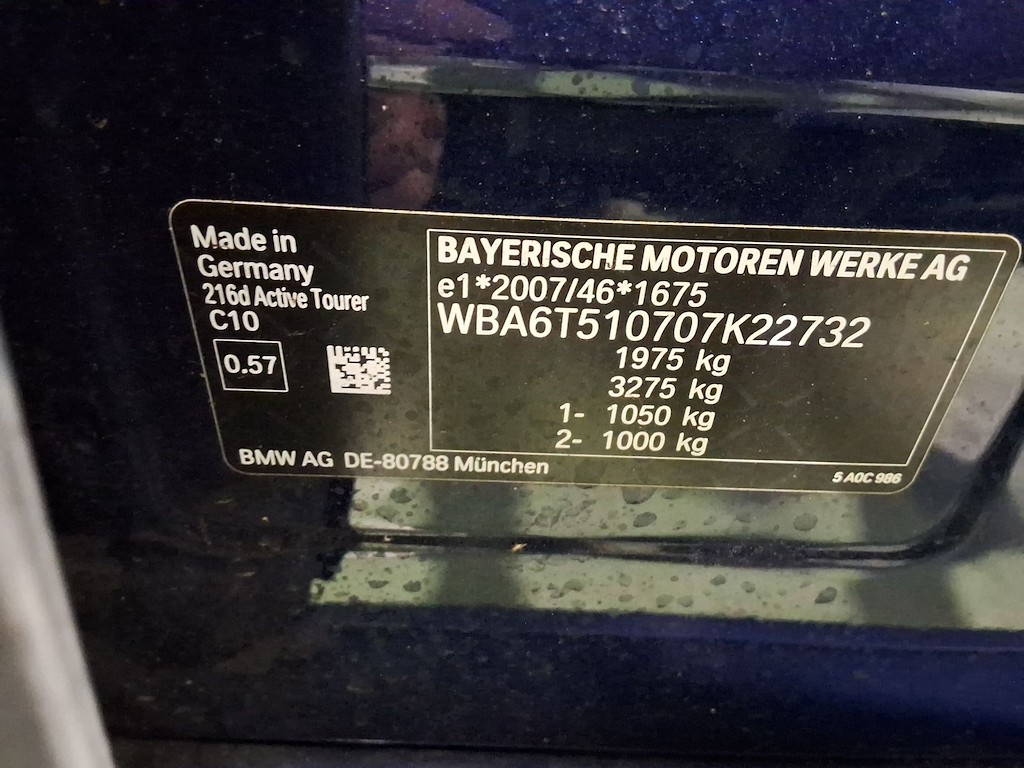 Made in
Germany
216d Active Tourer
C10
0.57
BMW AG DE-80788 München
BAYERISCHE MOTOREN WERKE AG
e1*2007/46*1675
WBA6T510707K22732
1975 kg
3275 kg
1- 1050 kg
2- 1000 kg
5 A0C 986